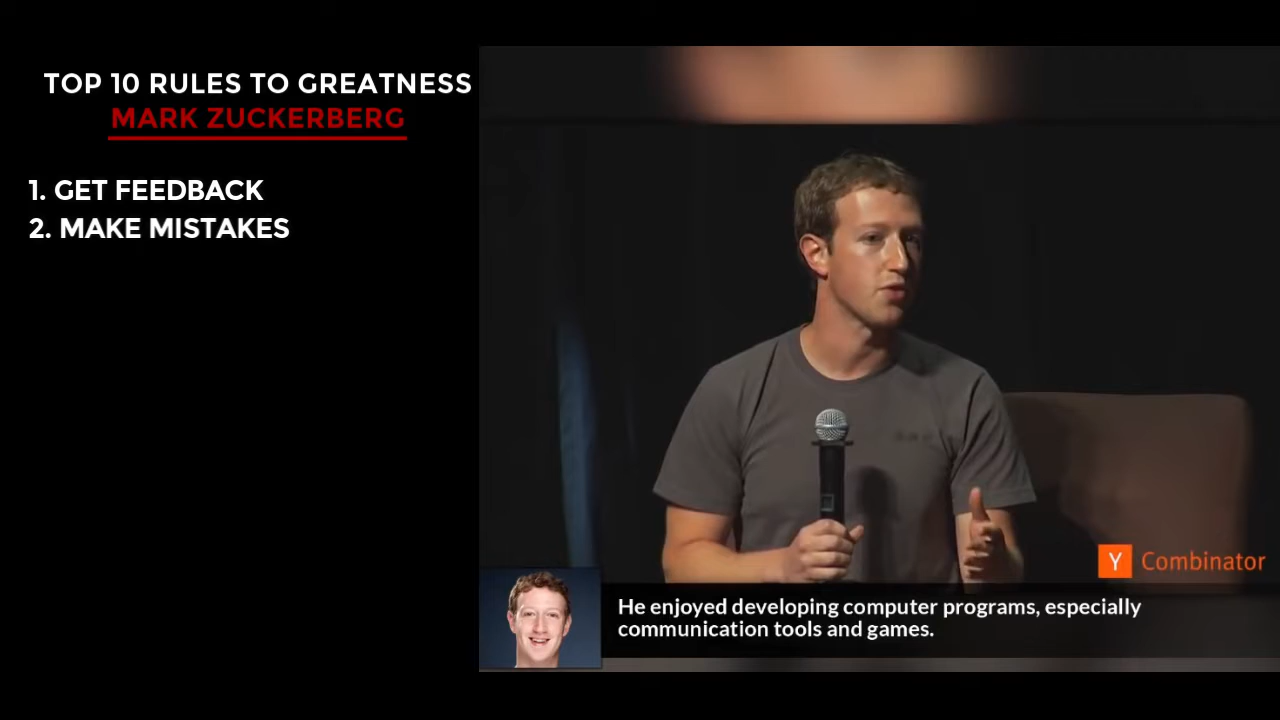 TOP 10 RULES TO GREATNESS
MARK ZUCKERBERG
1. GET FEEDBACK
2. MAKE MISTAKES
Y Combinator
He enjoyed developing computer programs, especially
communication tools and games.